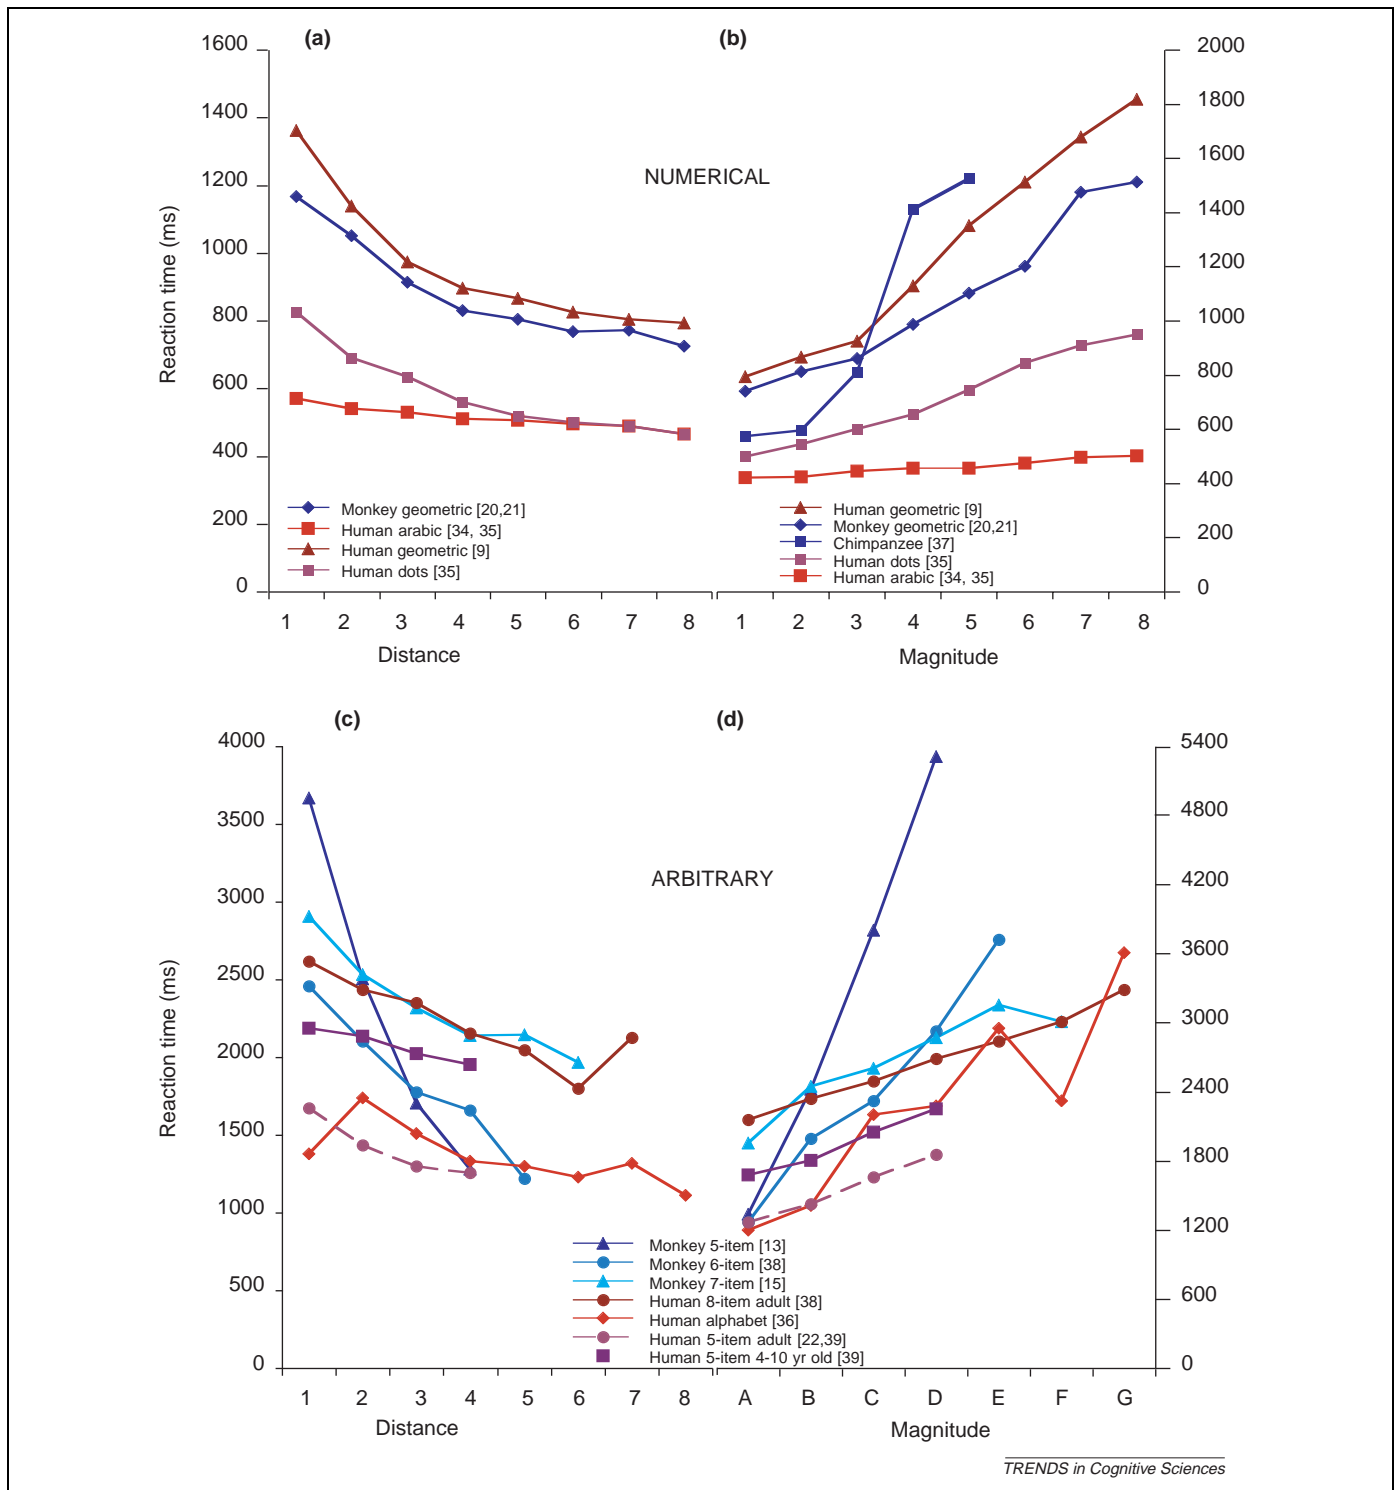 (a)
(b)
1600
1400
1200
1000
800
600
400
200
0
Reaction time (ms)
NUMERICAL
2000
1800
1600
1400
1200
1000
800
600
400
200
0
Monkey geometric [20,21]
Human arabic [34, 35]
Human geometric [9]
Human dots [35]
Human geometric [9]
Monkey geometric [20,21]
Chimpanzee [37]
Human dots [35]
Human arabic [34, 35]
1 2 3 4 5 6 7 8
Distance
1 2 3 4 5 6 7 8
Magnitude
(c)
(d)
4000
3500
3000
2500
2000
1500
1000
500
0
Reaction time (ms)
ARBITRARY
5400
4800
4200
3600
3000
2400
1800
1200
600
0
Monkey 5-item [13]
Monkey 6-item [38]
Monkey 7-item [15]
Human 8-item adult [38]
Human alphabet [36]
Human 5-item adult [22,39]
Human 5-item 4-10 yr old [39]
1 2 3 4 5 6 7 8
Distance
A B C D E F G
Magnitude
TRENDS in Cognitive Sciences